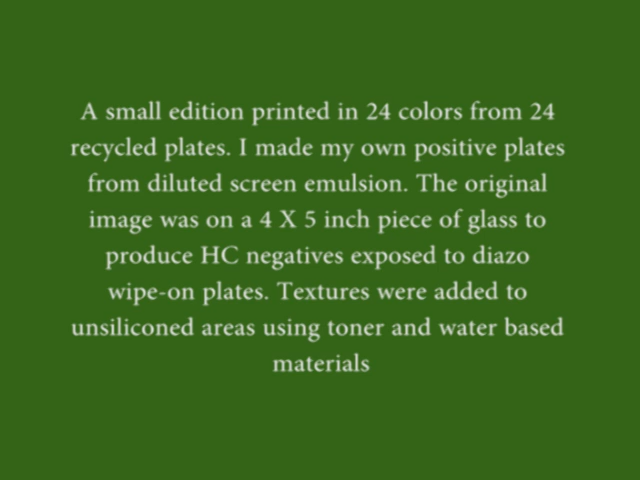 A small edition printed in 24 colors from 24
recycled plates. I made my own positive plates
from diluted screen emulsion. The original
image was on a 4 X 5 inch piece of glass to
produce HC negatives exposed to diazo
wipe-on plates. Textures were added to
unsiliconed areas using toner and water based
materials